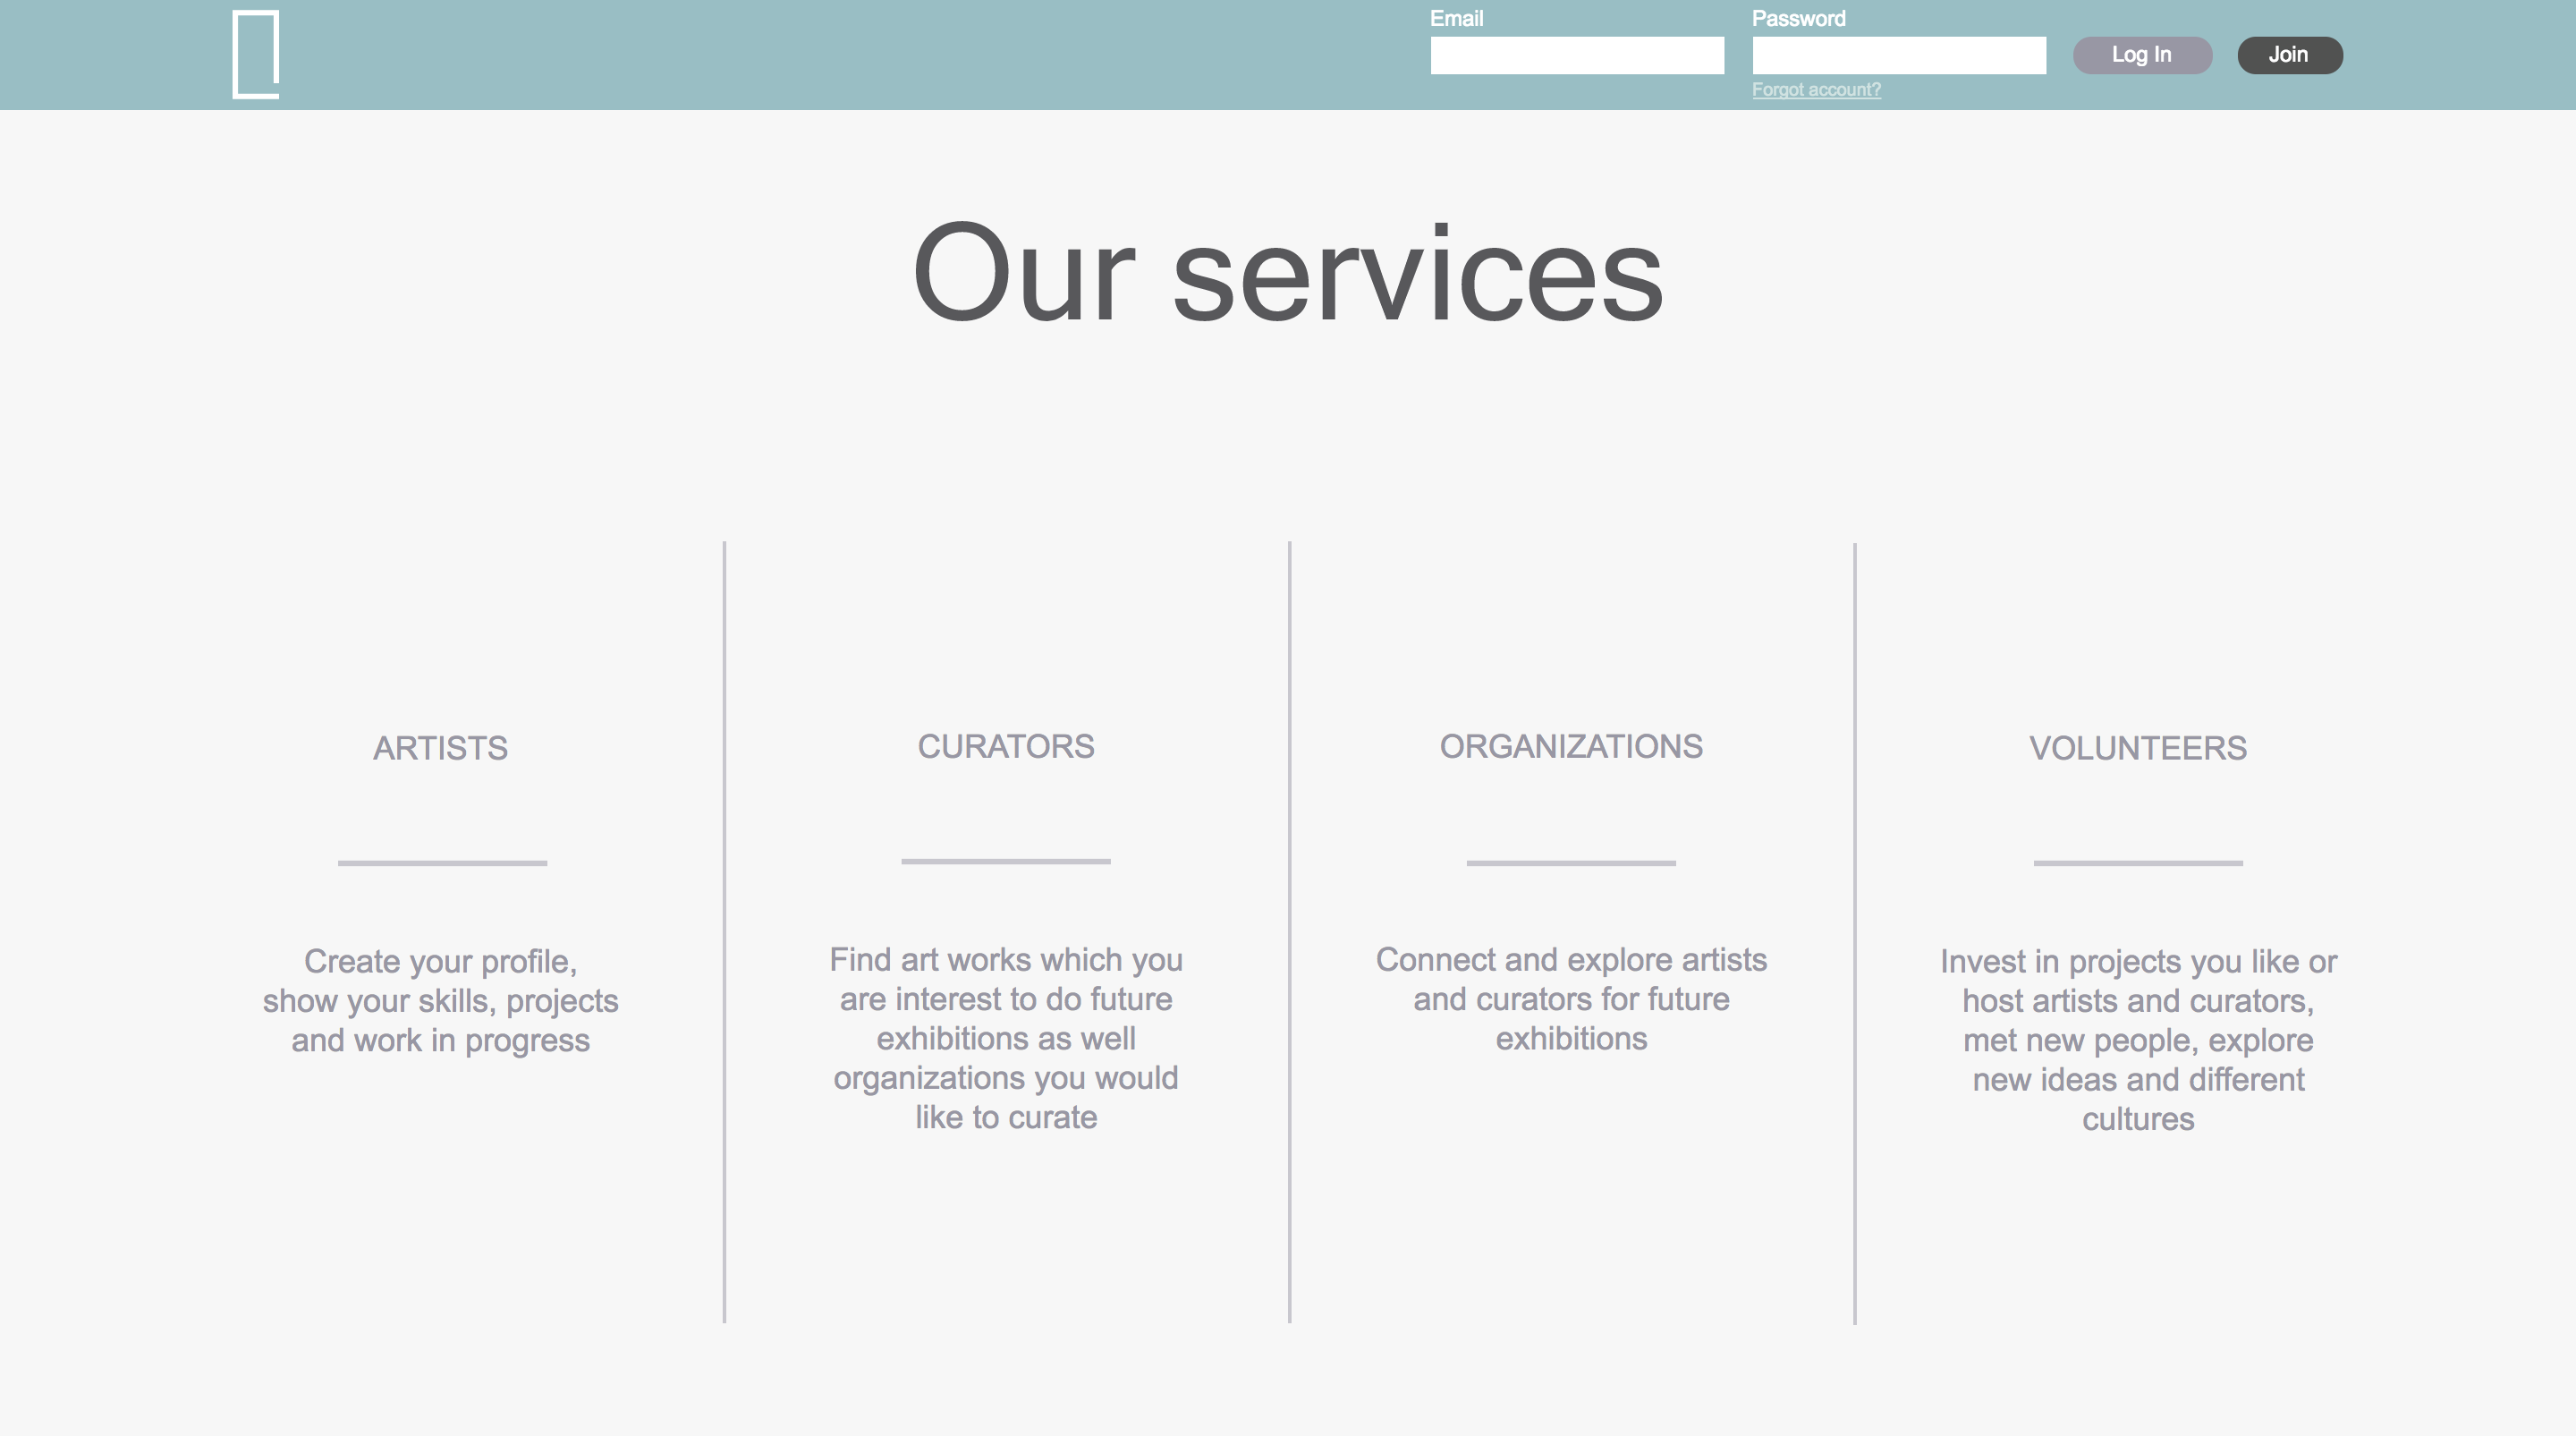 Email
Password
Log In
Join
Forgot account?
Our services
ARTISTS
Create your profile,
show your skills, projects
and work in progress
CURATORS
Find art works which you
are interest to do future
exhibitions as well
organizations you would
like to curate
ORGANIZATIONS
Connect and explore artists
and curators for future
exhibitions
VOLUNTEERS
Invest in projects you like or
host artists and curators,
met new people, explore
new ideas and different
cultures